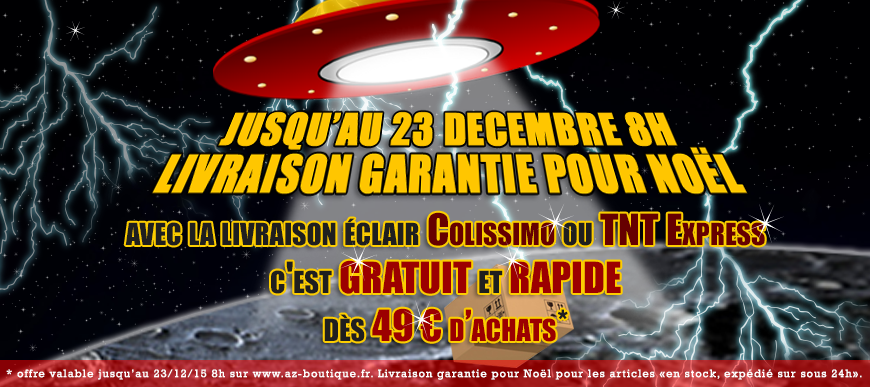 JUSQU'AU 23 DECEMBRE 8H
LIVRAISON GARANTIE POUR NOËL
AVEC LA LIVRAISON ÉCLAIR COLISSIMO OU TNT EXPRESS
C'EST GRATUIT ET RAPIDE
DÈS 49 € D'ACHATS*
* offre valable jusqu'au 23/12/15 8h sur www.az-boutique.fr. Livraison garantie pour Noël pour les articles «en stock, expédié sur sous 24h».